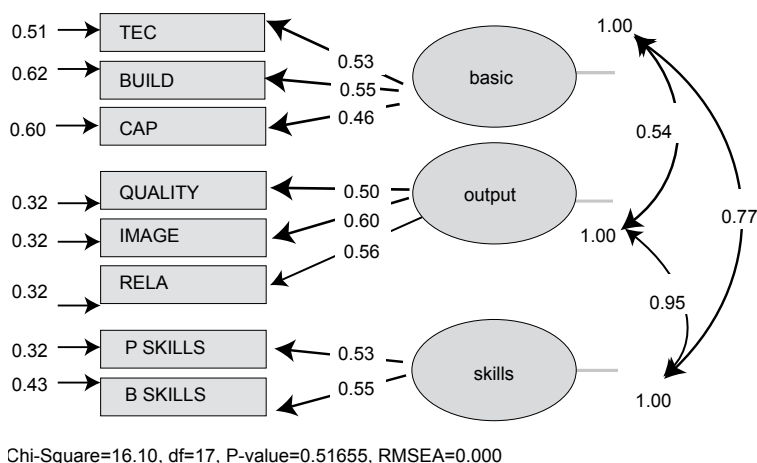 1.00
0.51 TEC
0.53
0.62 BUILD
0.55
basic
0.60 CAP
0.46
0.54
0.32 QUALITY
0.50
output
0.77
0.32 IMAGE
0.60
1.00
0.32 RELA
0.56
0.95
0.32 P SKILLS
0.53
0.43 B SKILLS
0.55
skills
1.00
Chi-Square=16.10, df=17, P-value=0.51655, RMSEA=0.000